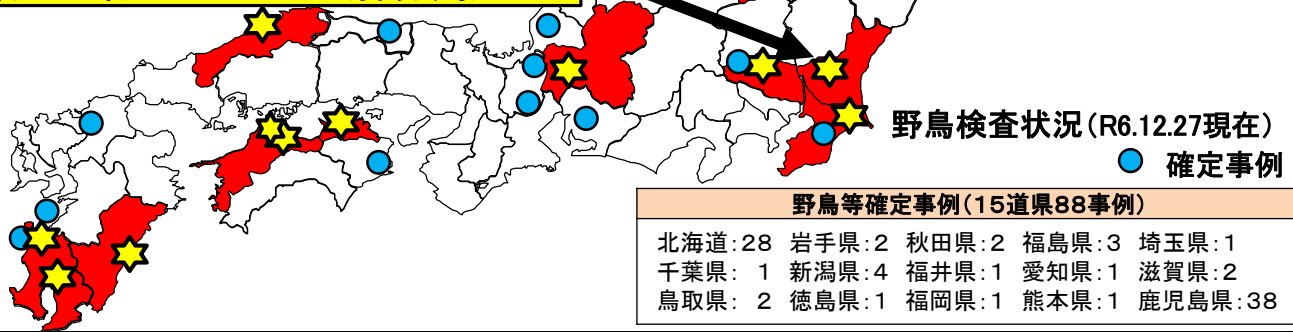 野鳥検査状況(R6.12.27現在)
確定事例
野鳥等確定事例(15道県88事例)
北海道:28 岩手県:2 秋田県:2 福島県:3 埼玉県:1
千葉県: 1 新潟県:4 福井県:1 愛知県:1 滋賀県:2
鳥取県: 2 徳島県:1 福岡県:1 熊本県:1 鹿児島県:38